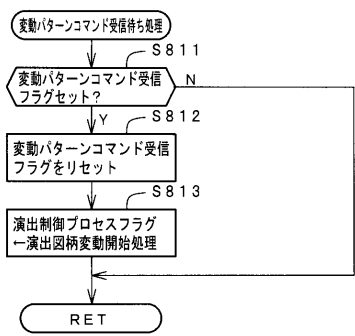 変動パターンコマンド受信待ち処理
S811
変動パターンコマンド受信
フラグセット？
N
Y
S812
変動パターンコマンド受信
フラグをリセット
S813
演出制御プロセスフラグ
←演出図柄変動開始処理
RET